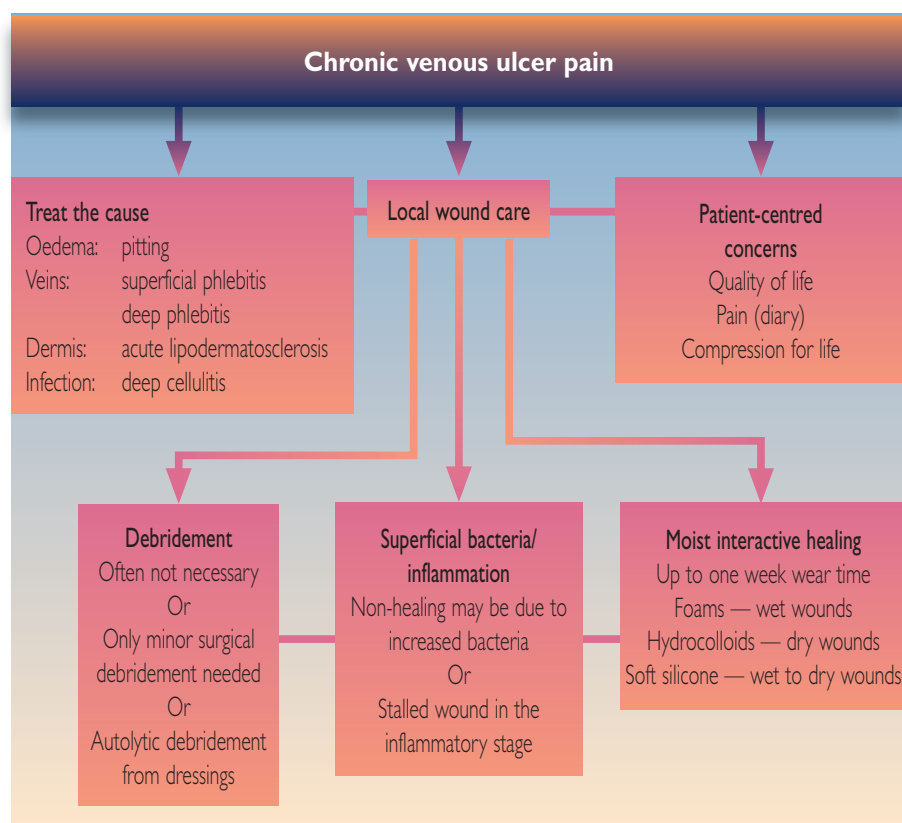 Chronic venous ulcer pain
Treat the cause
Oedema: pitting
Veins: superficial phlebitis
deep phlebitis
Dermis: acute lipodermatosclerosis
Infection: deep cellulitis
Local wound care
Patient-centred
concerns
Quality of life
Pain (diary)
Compression for life
Debridement
Often not necessary
Or
Only minor surgical
debridement needed
Or
Autolytic debridement
from dressings
Superficial bacteria/
inflammation
Non-healing may be due to
increased bacteria
Or
Stalled wound in the
inflammatory stage
Moist interactive healing
Up to one week wear time
Foams — wet wounds
Hydrocolloids — dry wounds
Soft silicone — wet to dry wounds